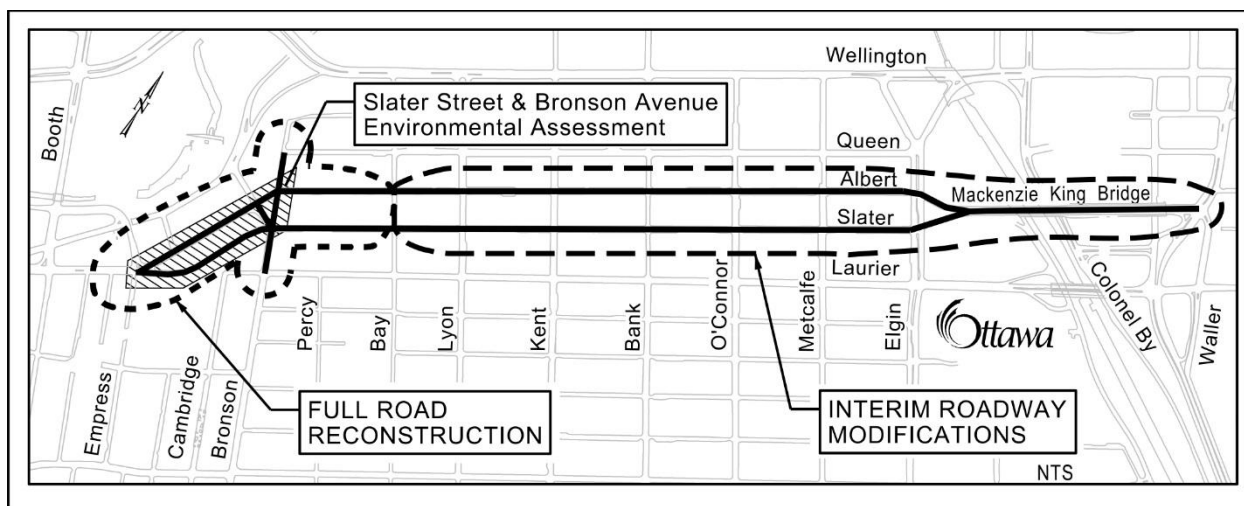 Wellington
Slater Street & Bronson Avenue
Environmental Assessment
N
Booth
Queen
Albert
Mackenzie King Bridge
Slater
Laurier
Empress
Cambridge
Bronson
Percy
Bay
Lyon
Kent
Bank
O'Connor
Metcalfe
Elgin
Ottawa
Colonel By
Waller
FULL ROAD
RECONSTRUCTION
INTERIM ROADWAY
MODIFICATIONS
NTS